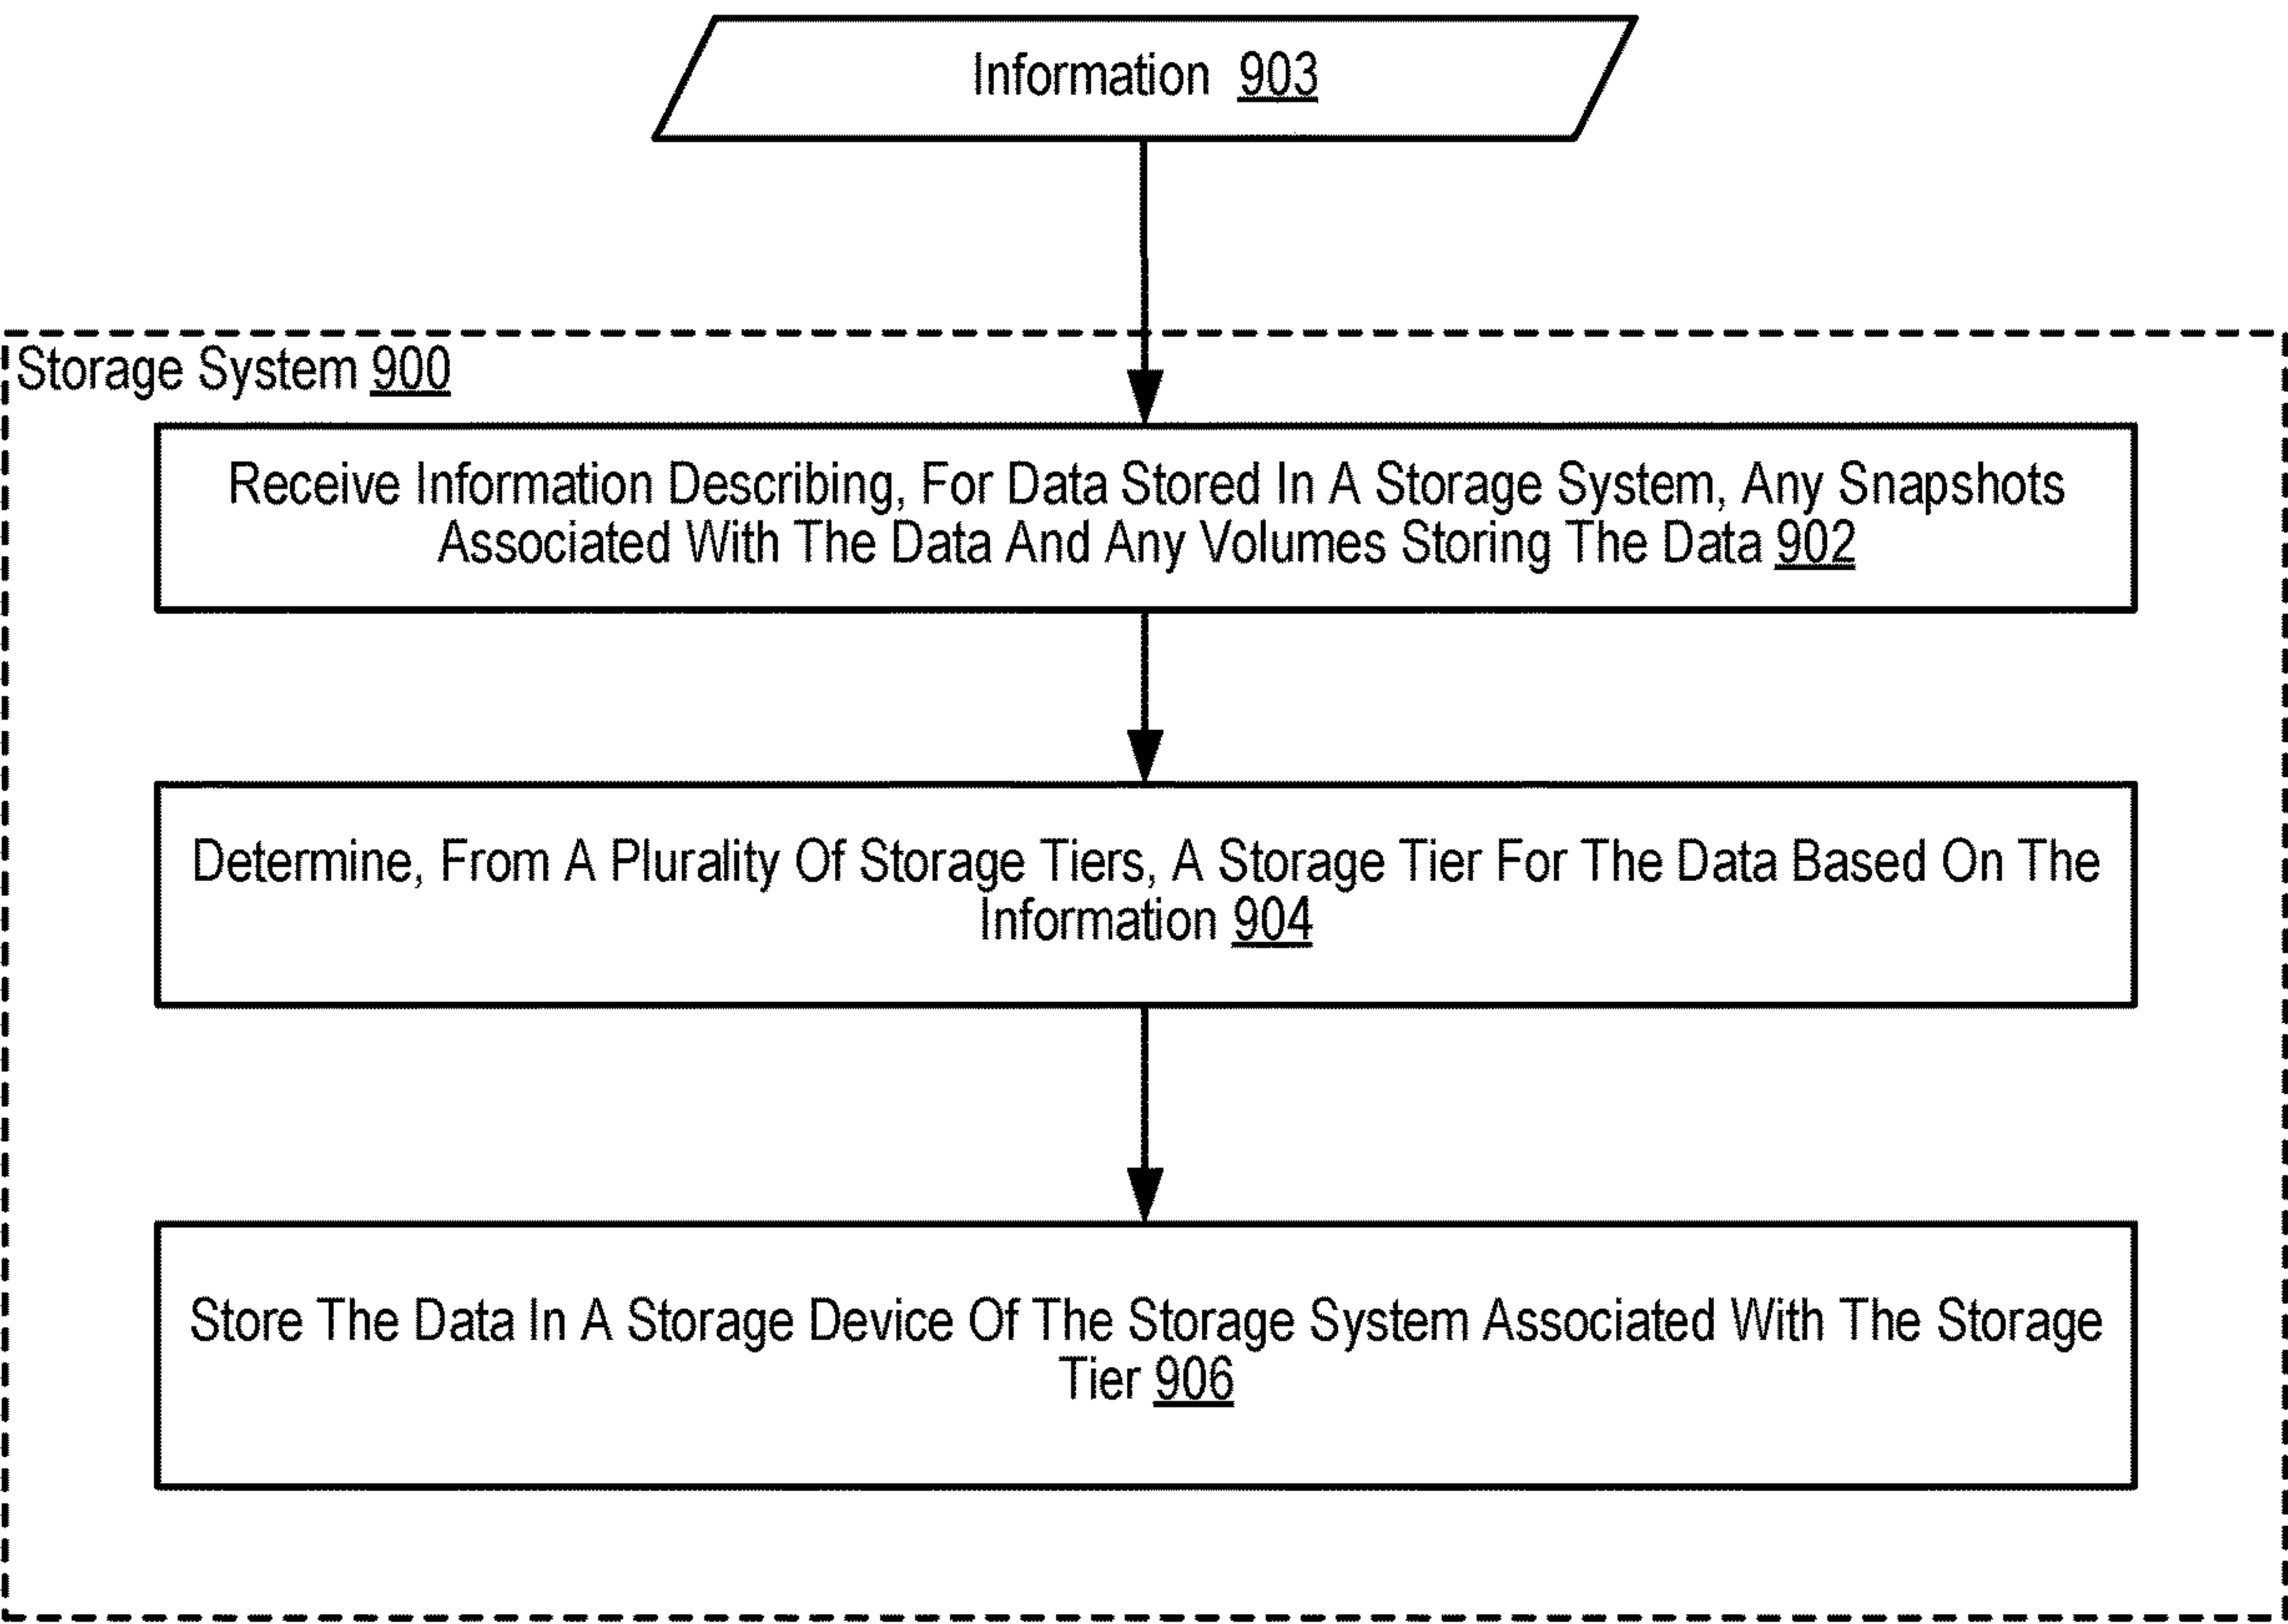 Information 903
Storage System 900
Receive Information Describing, For Data Stored In A Storage System, Any Snapshots
Associated With The Data And Any Volumes Storing The Data 902
Determine, From A Plurality Of Storage Tiers, A Storage Tier For The Data Based On The
Information 904
Store The Data In A Storage Device Of The Storage System Associated With The Storage
Tier 906